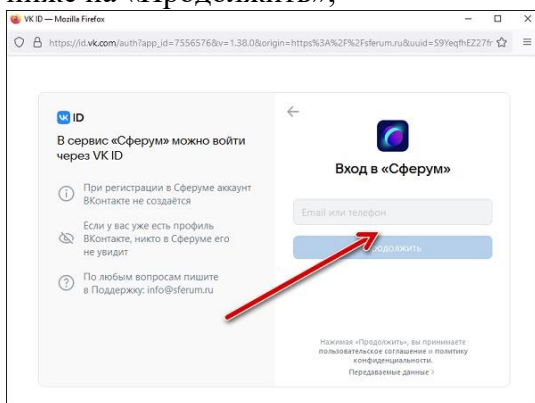 ниже на «Продолжить»,
VK ID — Mozilla Firefox
https://id.vk.com/auth?app_id=7556576&v=1.38.0&origin=https%3A%2F%2Fsferum.ru&uuid=S9YeqfhEZ27fr
VK ID
В сервис «Сферум» можно войти
через VK ID
При регистрации в Сферуме аккаунт
ВКонтакте не создаётся
Если у вас уже есть профиль
ВКонтакте, никто в Сферуме его
не увидит
По любым вопросам пишите
в Поддержку: info@sferum.ru
Вход в «Сферум»
Email или телефон
Продолжить
Нажимая «Продолжить», вы принимаете
пользовательское соглашение и политику
конфиденциальности.
Передаваемые данные